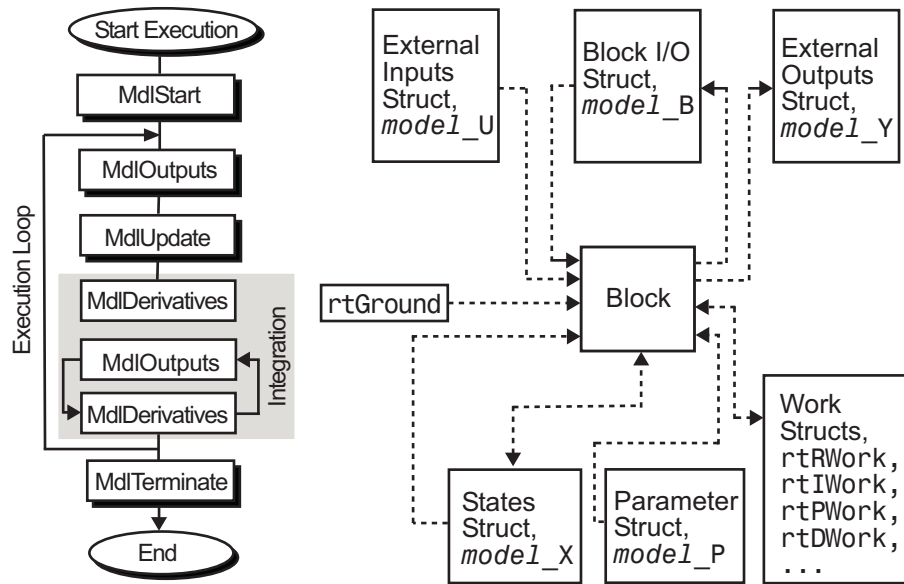 Start Execution
MdlStart
MdlOutputs
MdlUpdate
MdlDerivatives
MdlOutputs
MdlDerivatives
MdlTerminate
End
Execution Loop
Integration
External
Inputs
Struct,
model_U
Block I/O
Struct,
model_B
External
Outputs
Struct,
model_Y
rtGround
Block
States
Struct,
model_X
Parameter
Struct,
model_P
Work
Structs,
rtRWork,
rtIWork,
rtPWork,
rtDWork,
...